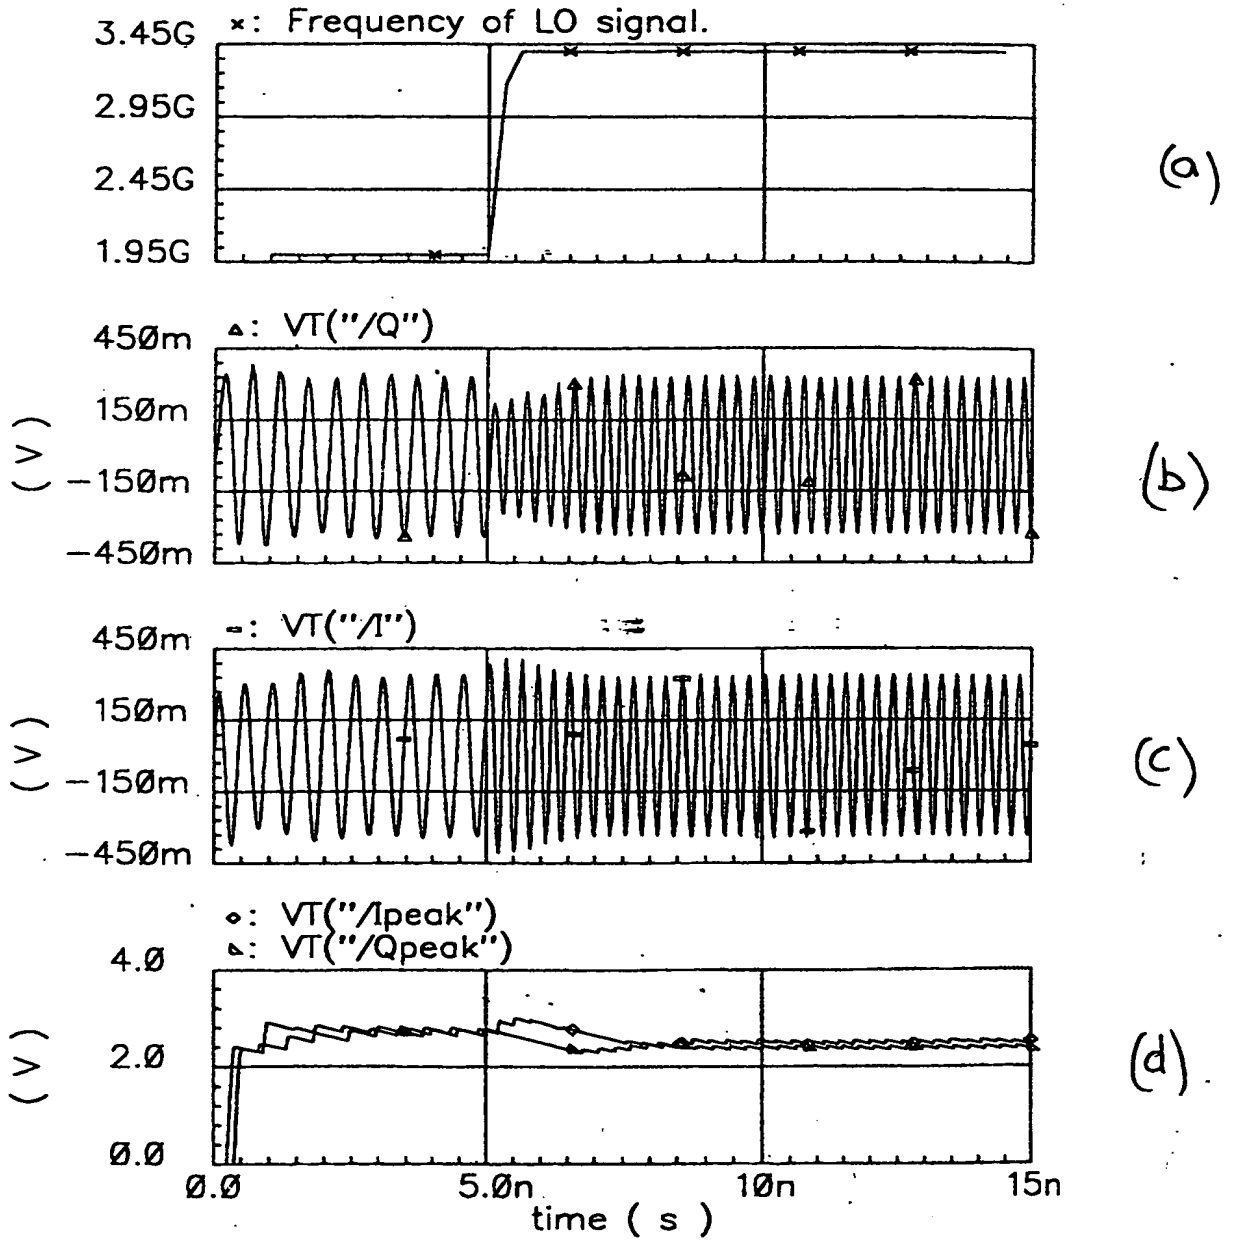 ×: Frequency of LO signal.
3.45G
2.95G
2.45G
1.95G
(a)
▵: VT("/Q")
450m
150m
-150m
-450m
(V)
(b)
-: VT("/I")
450m
150m
-150m
-450m
(V)
(c)
⋄: VT("/Ipeak")
▹: VT("/Qpeak")
4.0
2.0
0.0
(V)
(d)
0.0 5.0n 10n 15n
time ( s )